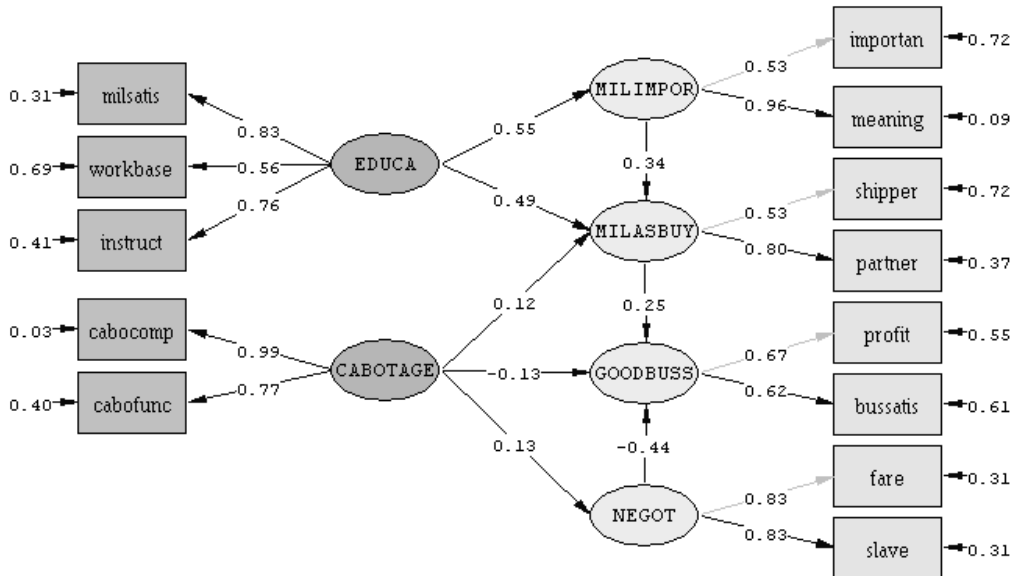 importan
0.72
0.53
MILIMPOR
0.31
milsatis
0.96
meaning
0.09
0.83
0.55
0.69
workbase
0.56
EDUCA
0.34
shipper
0.72
0.76
0.49
0.53
0.41
instruct
MILASBUY
0.80
partner
0.37
0.12
0.25
0.03
cabocomp
0.99
profit
0.55
0.67
CABOTAGE
-0.13
GOODBUSS
0.77
0.62
0.40
cabofunc
bussatis
0.61
0.13
-0.44
fare
0.31
0.83
NEGOT
0.83
slave
0.31